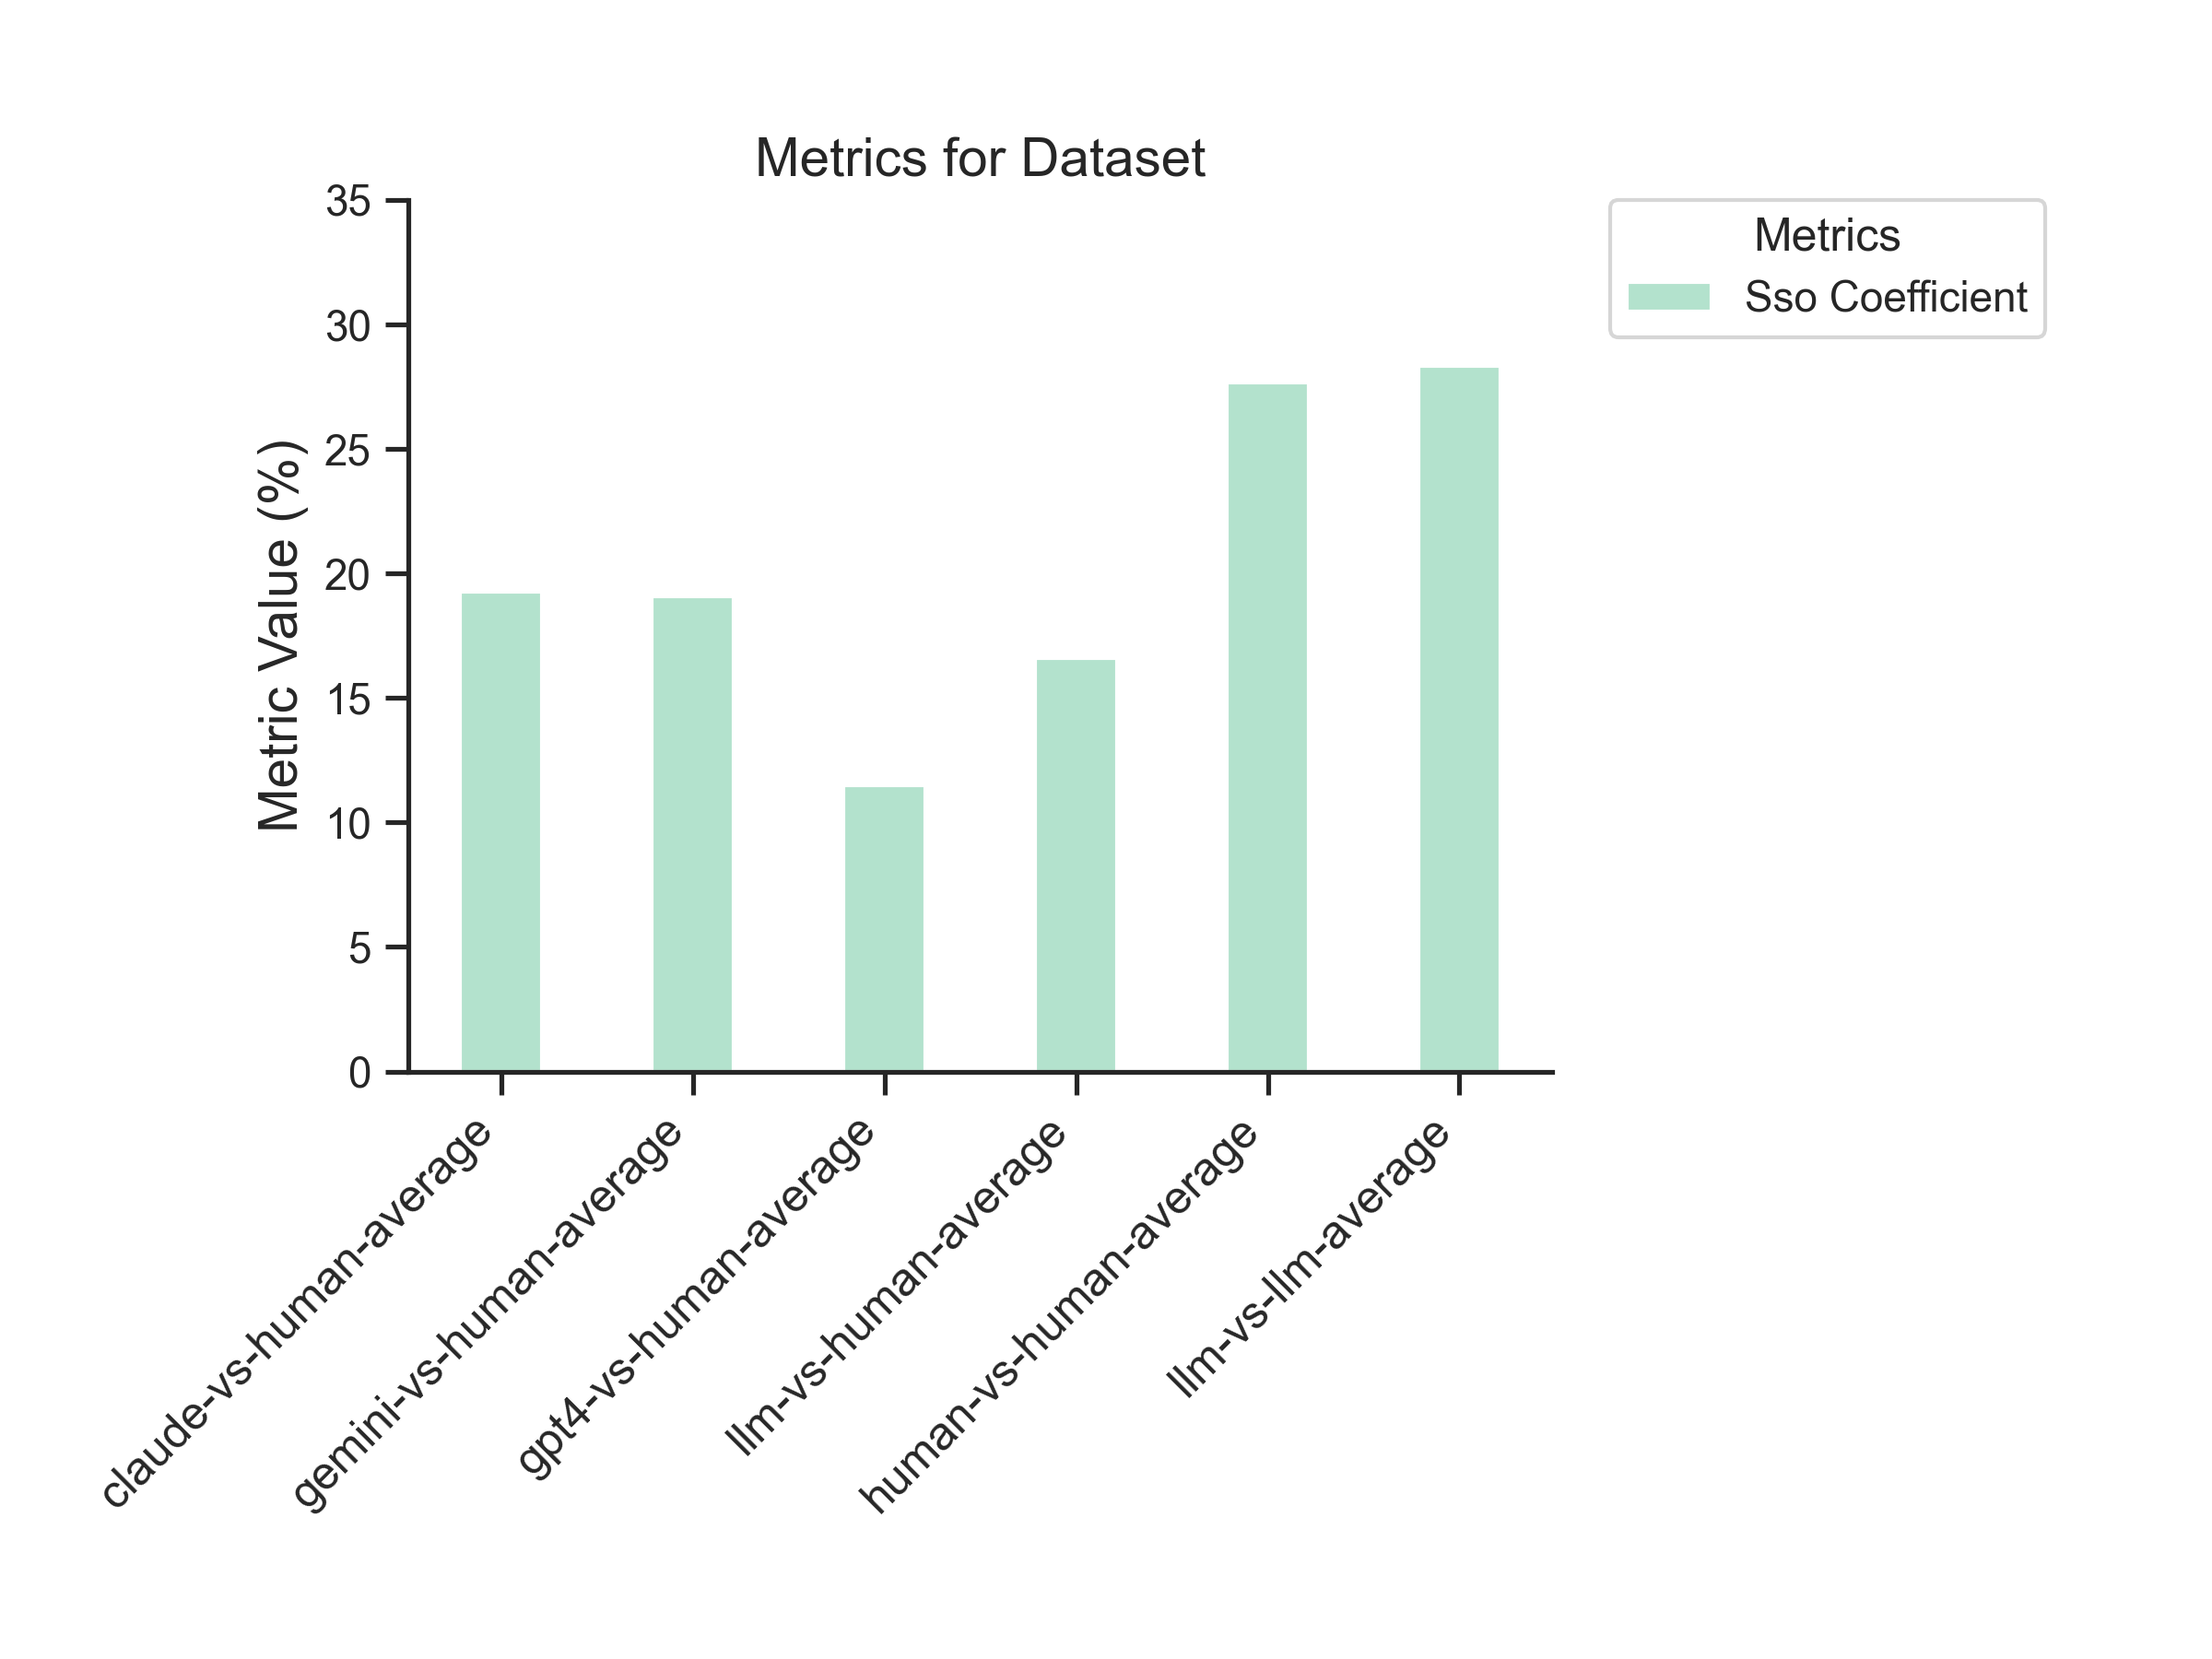 Metrics for Dataset
Metrics
Sso Coefficient
Metric Value (%)
35
30
25
20
15
10
5
0
claude-vs-human-average
gemini-vs-human-average
gpt4-vs-human-average
llm-vs-human-average
human-vs-human-average
llm-vs-llm-average